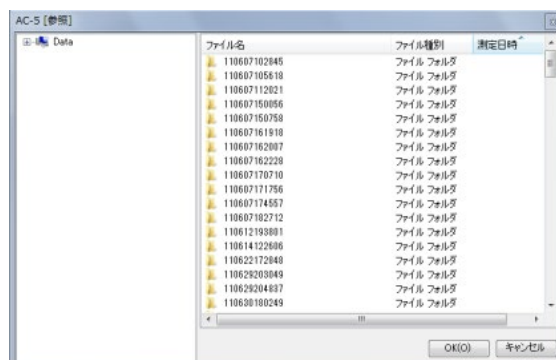 AC-5 [参照]
Data
ファイル名 ファイル種別 測定日時
110607102845 ファイル フォルダ
110607105618 ファイル フォルダ
110607112021 ファイル フォルダ
110607150056 ファイル フォルダ
110607150758 ファイル フォルダ
110607161918 ファイル フォルダ
110607162007 ファイル フォルダ
110607162228 ファイル フォルダ
110607170710 ファイル フォルダ
110607171756 ファイル フォルダ
110607174557 ファイル フォルダ
110607182712 ファイル フォルダ
110612193801 ファイル フォルダ
110614122606 ファイル フォルダ
110622172848 ファイル フォルダ
110629203049 ファイル フォルダ
110629204837 ファイル フォルダ
110630180249 ファイル フォルダ
OK(O) キャンセル